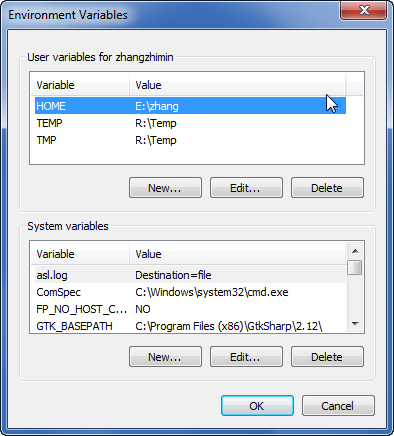 Environment Variables
User variables for zhangzhimin
Variable Value
HOME E:\zhang
TEMP R:\Temp
TMP R:\Temp
New... Edit... Delete
System variables
Variable Value
asl.log Destination=file
ComSpec C:\Windows\system32\cmd.exe
FP_NO_HOST_C... NO
GTK_BASEPATH C:\Program Files (x86)\GtkSharp\2.12\
New... Edit... Delete
OK Cancel